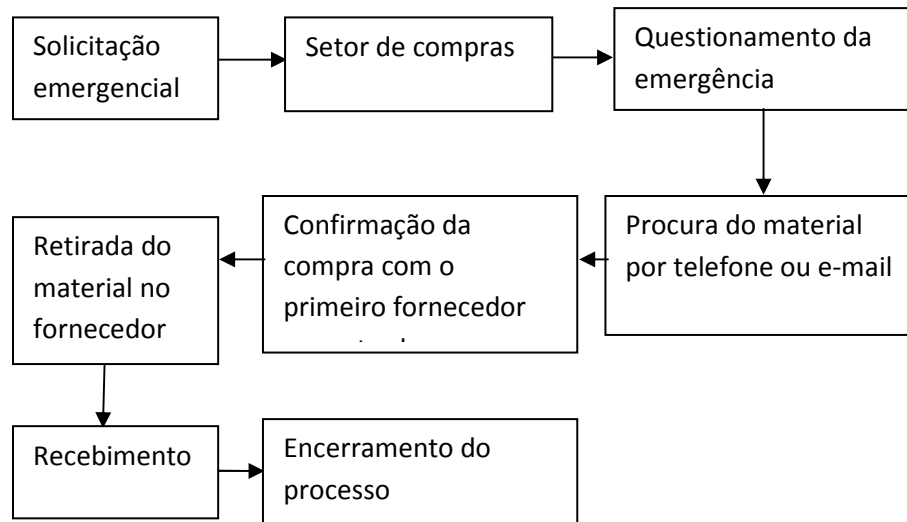 Solicitação
emergencial
Setor de compras
Questionamento da
emergência
Procura do material
por telefone ou e-mail
Confirmação da
compra com o
primeiro fornecedor
Retirada do
material no
fornecedor
Recebimento
Encerramento do
processo